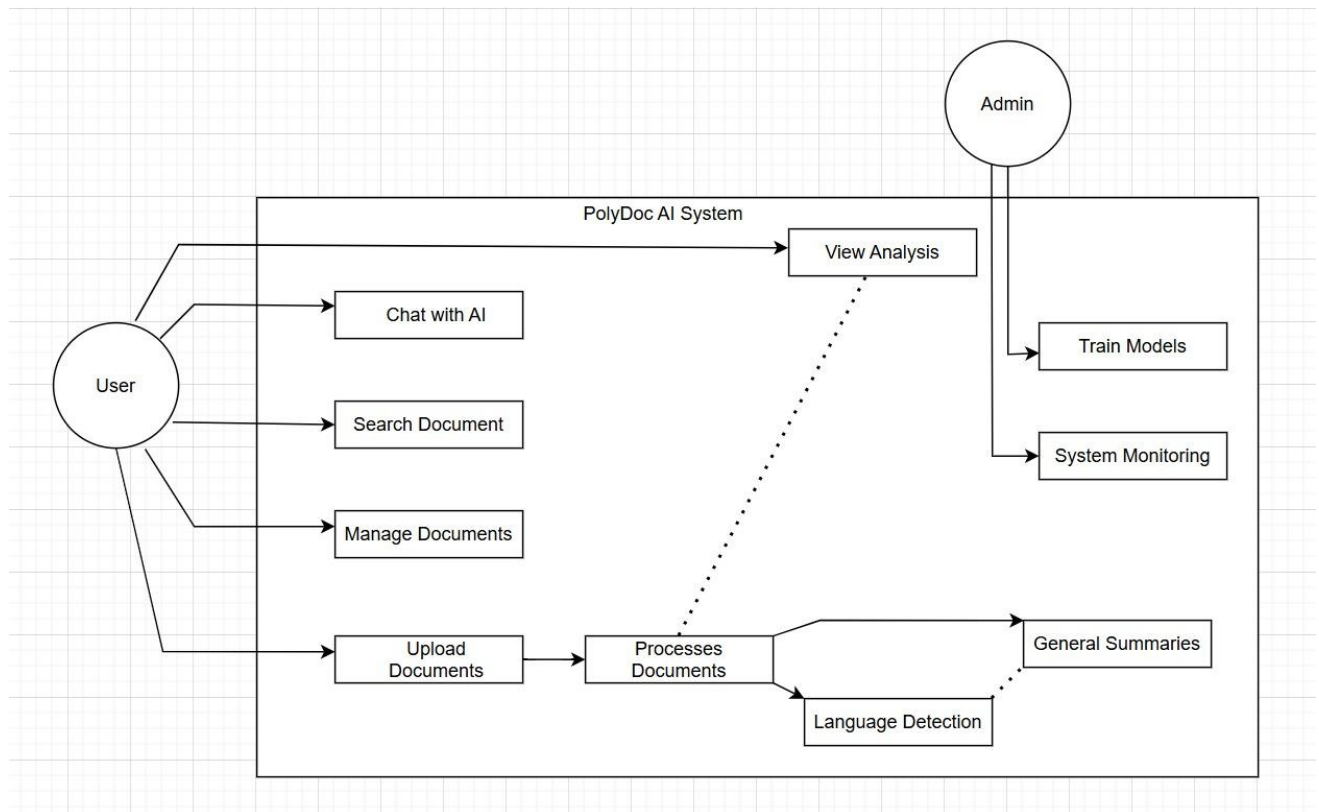 Admin
PolyDoc AI System
View Analysis
Chat with AI
Train Models
User
Search Document
System Monitoring
Manage Documents
Upload
Documents
Processes
Documents
General Summaries
Language Detection